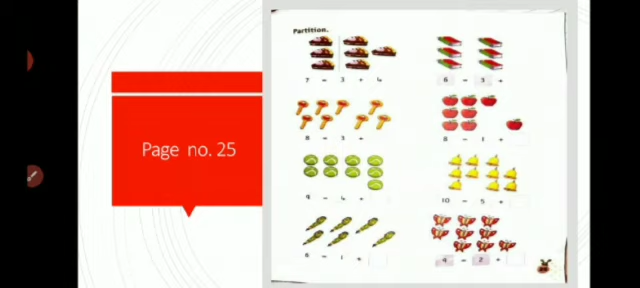 Partition.
7 = 3 + 4
6 = 3 +
8 = 3 +
8 = 1 +
9 = 4 +
10 = 5 +
6 = 1 +
9 = 2 +
Page no. 25